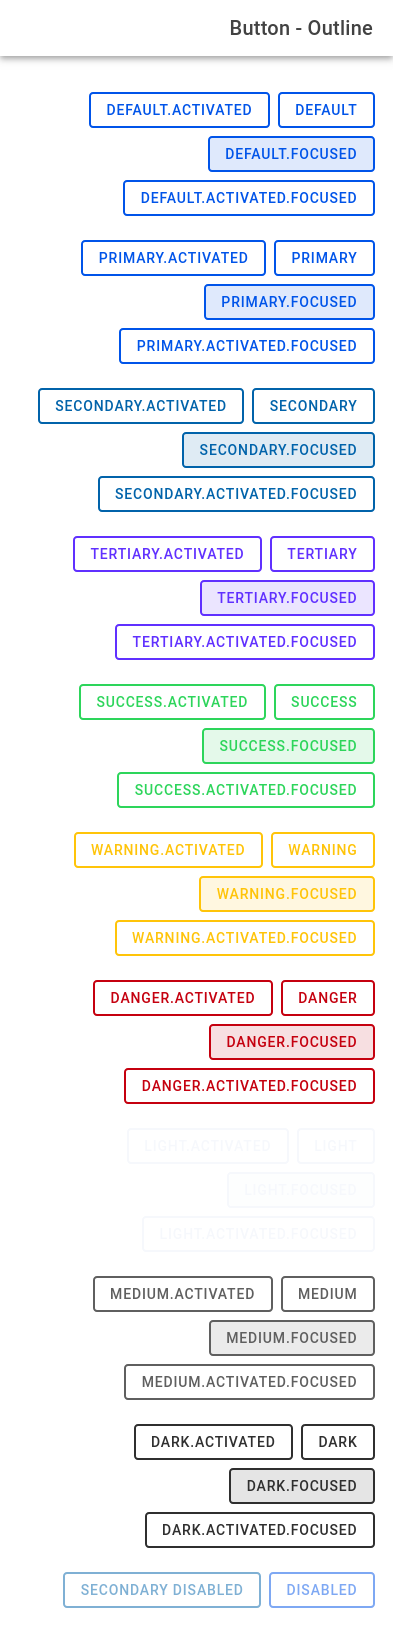 Button - Outline
DEFAULT.ACTIVATED DEFAULT
DEFAULT.FOCUSED
DEFAULT.ACTIVATED.FOCUSED
PRIMARY.ACTIVATED PRIMARY
PRIMARY.FOCUSED
PRIMARY.ACTIVATED.FOCUSED
SECONDARY.ACTIVATED SECONDARY
SECONDARY.FOCUSED
SECONDARY.ACTIVATED.FOCUSED
TERTIARY.ACTIVATED TERTIARY
TERTIARY.FOCUSED
TERTIARY.ACTIVATED.FOCUSED
SUCCESS.ACTIVATED SUCCESS
SUCCESS.FOCUSED
SUCCESS.ACTIVATED.FOCUSED
WARNING.ACTIVATED WARNING
WARNING.FOCUSED
WARNING.ACTIVATED.FOCUSED
DANGER.ACTIVATED DANGER
DANGER.FOCUSED
DANGER.ACTIVATED.FOCUSED
LIGHT.ACTIVATED LIGHT
LIGHT.FOCUSED
LIGHT.ACTIVATED.FOCUSED
MEDIUM.ACTIVATED MEDIUM
MEDIUM.FOCUSED
MEDIUM.ACTIVATED.FOCUSED
DARK.ACTIVATED DARK
DARK.FOCUSED
DARK.ACTIVATED.FOCUSED
SECONDARY DISABLED DISABLED